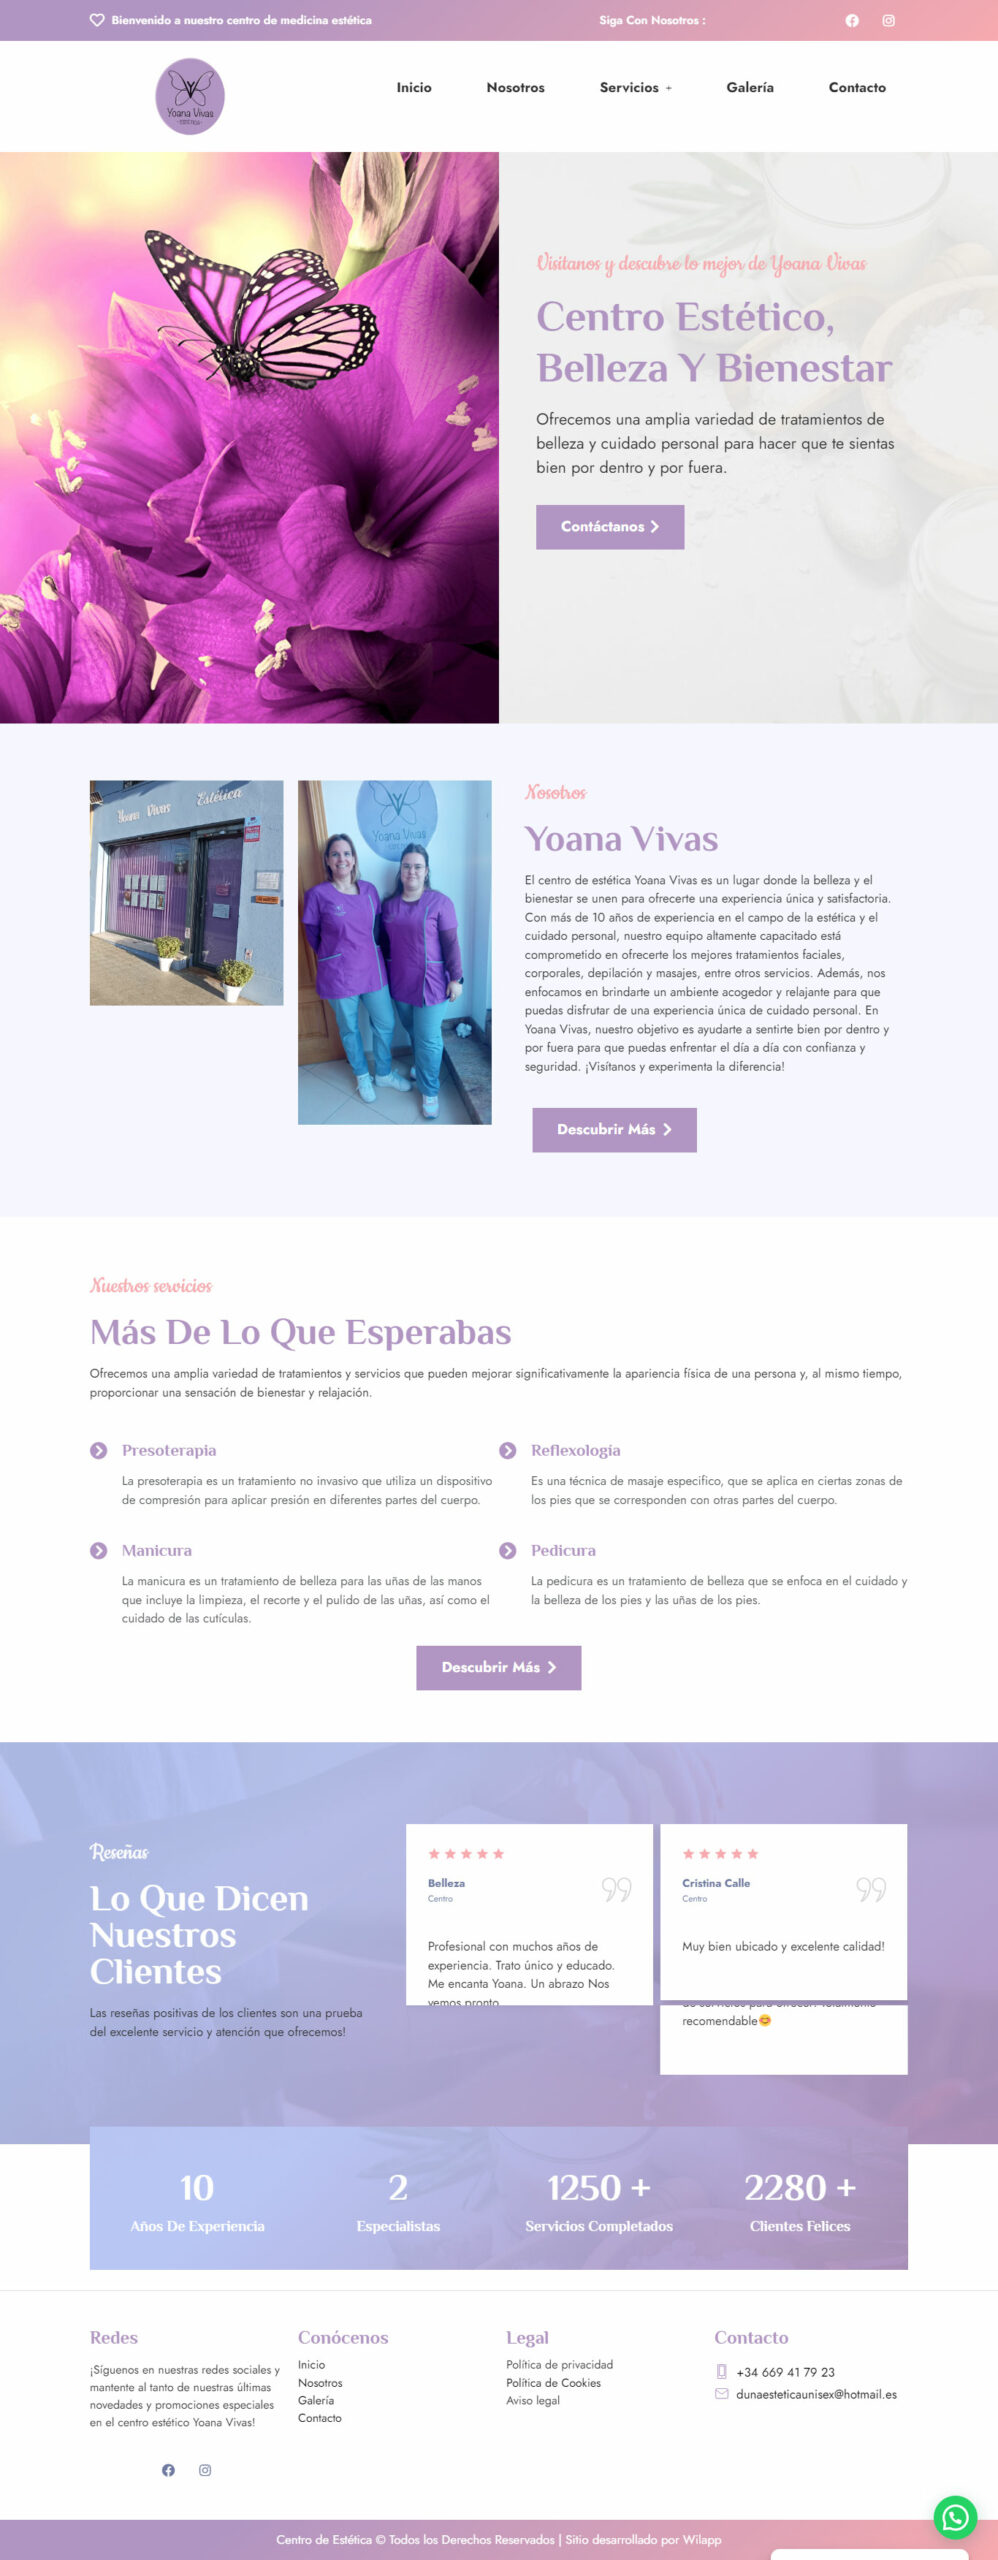 Bienvenido a nuestro centro de medicina estética
Siga Con Nosotros :
Yoana Vivas
Inicio
Nosotros
Servicios +
Galería
Contacto
Visítanos y descubre lo mejor de Yoana Vivas
Centro Estético,
Belleza Y Bienestar
Ofrecemos una amplia variedad de tratamientos de
belleza y cuidado personal para hacer que te sientas
bien por dentro y por fuera.
Contáctanos
Yoana Vivas Estética
Yoana Vivas
Nosotros
Yoana Vivas
El centro de estética Yoana Vivas es un lugar donde la belleza y el
bienestar se unen para ofrecerte una experiencia única y satisfactoria.
Con más de 10 años de experiencia en el campo de la estética y el
cuidado personal, nuestro equipo altamente capacitado está
comprometido en ofrecerte los mejores tratamientos faciales,
corporales, depilación y masajes, entre otros servicios. Además, nos
enfocamos en brindarte un ambiente acogedor y relajante para que
puedas disfrutar de una experiencia única de cuidado personal. En
Yoana Vivas, nuestro objetivo es ayudarte a sentirte bien por dentro y
por fuera para que puedas enfrentar el día a día con confianza y
seguridad. ¡Visítanos y experimenta la diferencia!
Descubrir Más
Nuestros servicios
Más De Lo Que Esperabas
Ofrecemos una amplia variedad de tratamientos y servicios que pueden mejorar significativamente la apariencia física de una persona y, al mismo tiempo,
proporcionar una sensación de bienestar y relajación.
Presoterapia
La presoterapia es un tratamiento no invasivo que utiliza un dispositivo
de compresión para aplicar presión en diferentes partes del cuerpo.
Reflexología
Es una técnica de masaje específico, que se aplica en ciertas zonas de
los pies que se corresponden con otras partes del cuerpo.
Manicura
La manicura es un tratamiento de belleza para las uñas de las manos
que incluye la limpieza, el recorte y el pulido de las uñas, así como el
cuidado de las cutículas.
Pedicura
La pedicura es un tratamiento de belleza que se enfoca en el cuidado y
la belleza de los pies y las uñas de los pies.
Descubrir Más
Reseñas
Lo Que Dicen
Nuestros
Clientes
Las reseñas positivas de los clientes son una prueba
del excelente servicio y atención que ofrecemos!
Belleza
Centro
Profesional con muchos años de
experiencia. Trato único y educado.
Me encanta Yoana. Un abrazo Nos
vemos pronto
Cristina Calle
Centro
Muy bien ubicado y excelente calidad!
recomendable😊
10
Años De Experiencia
2
Especialistas
1250 +
Servicios Completados
2280 +
Clientes Felices
Redes
¡Síguenos en nuestras redes sociales y
mantente al tanto de nuestras últimas
novedades y promociones especiales
en el centro estético Yoana Vivas!
Conócenos
Inicio
Nosotros
Galería
Contacto
Legal
Política de privacidad
Política de Cookies
Aviso legal
Contacto
+34 669 41 79 23
dunaesteticaunisex@hotmail.es
Centro de Estética © Todos los Derechos Reservados | Sitio desarrollado por Wilapp